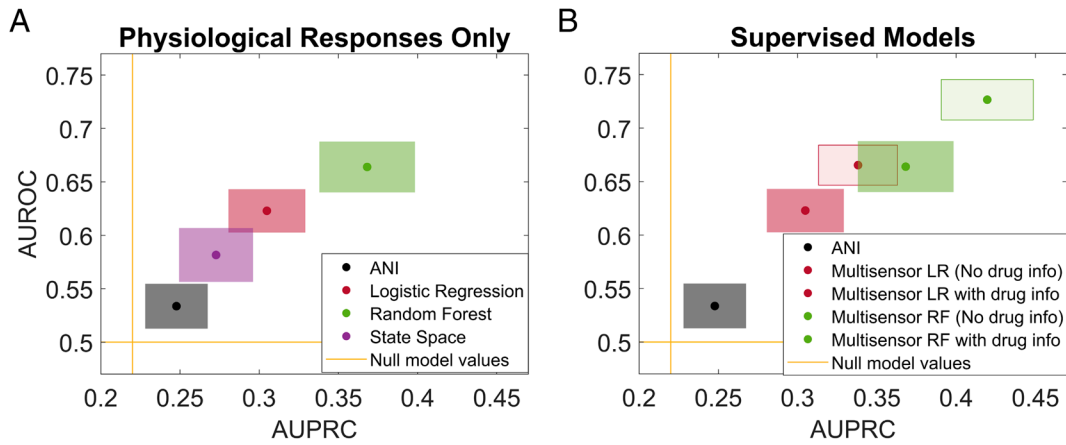 A
Physiological Responses Only
0.75
0.7
0.65
0.6
0.55
0.5
AUROC
ANI
Logistic Regression
Random Forest
State Space
Null model values
0.2 0.25 0.3 0.35 0.4 0.45
AUPRC
B
Supervised Models
0.75
0.7
0.65
0.6
0.55
0.5
ANI
Multisensor LR (No drug info)
Multisensor LR with drug info
Multisensor RF (No drug info)
Multisensor RF with drug info
Null model values
0.2 0.25 0.3 0.35 0.4 0.45
AUPRC